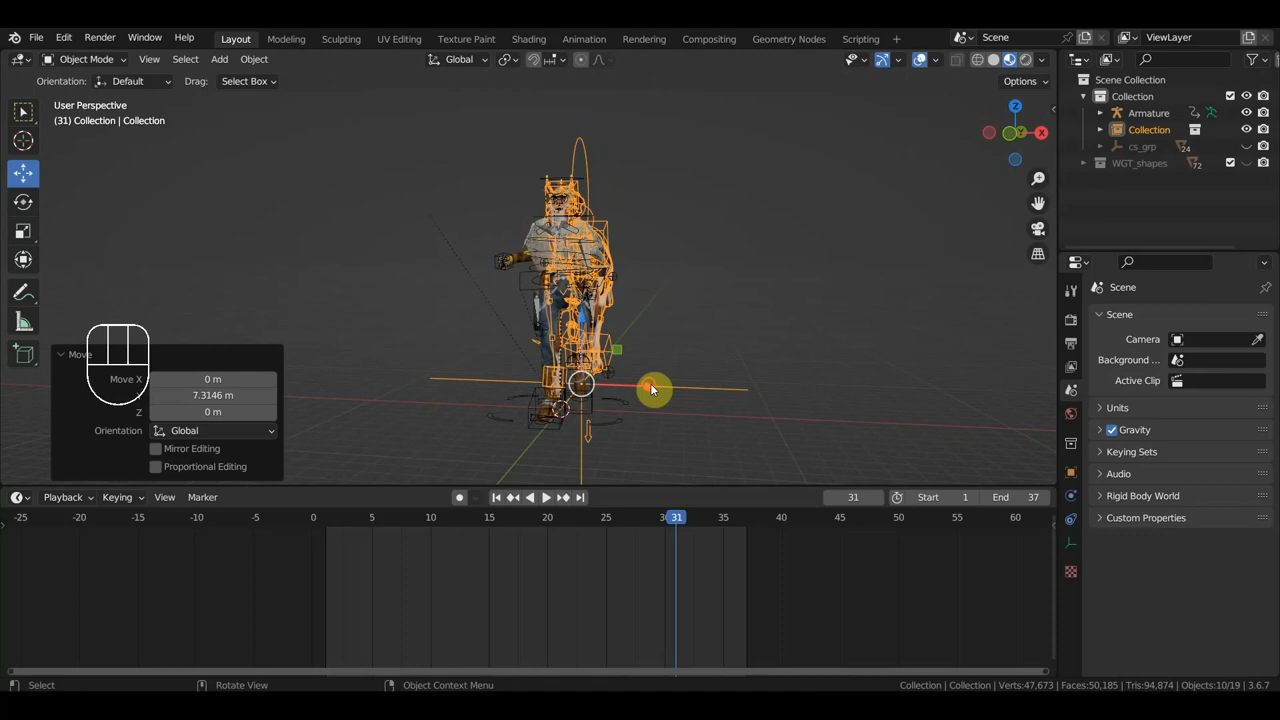 File Edit Render Window Help Layout Modeling Sculpting UV Editing Texture Paint Shading Animation Rendering Compositing Geometry Nodes Scripting + Scene ViewLayer
Object Mode View Select Add Object Global
Orientation: Default Drag: Select Box Options
User Perspective
(31) Collection | Collection
Scene Collection
Collection
Armature
Collection
cs_grp 24
WGT_shapes 72
Z
X
Y
Scene
Scene
Camera
Background ...
Active Clip
Units
Gravity
Keying Sets
Audio
Rigid Body World
Custom Properties
Move
Move X 0 m
7.3146 m
Z 0 m
Orientation Global
Mirror Editing
Proportional Editing
Playback Keying View Marker 31 Start 1 End 37
-25 -20 -15 -10 -5 0 5 10 15 20 25 31 35 40 45 50 55 60
Select Rotate View Object Context Menu Collection | Collection | Verts:47,673 | Faces:50,185 | Tris:94,874 | Objects:10/19 | 3.6.7